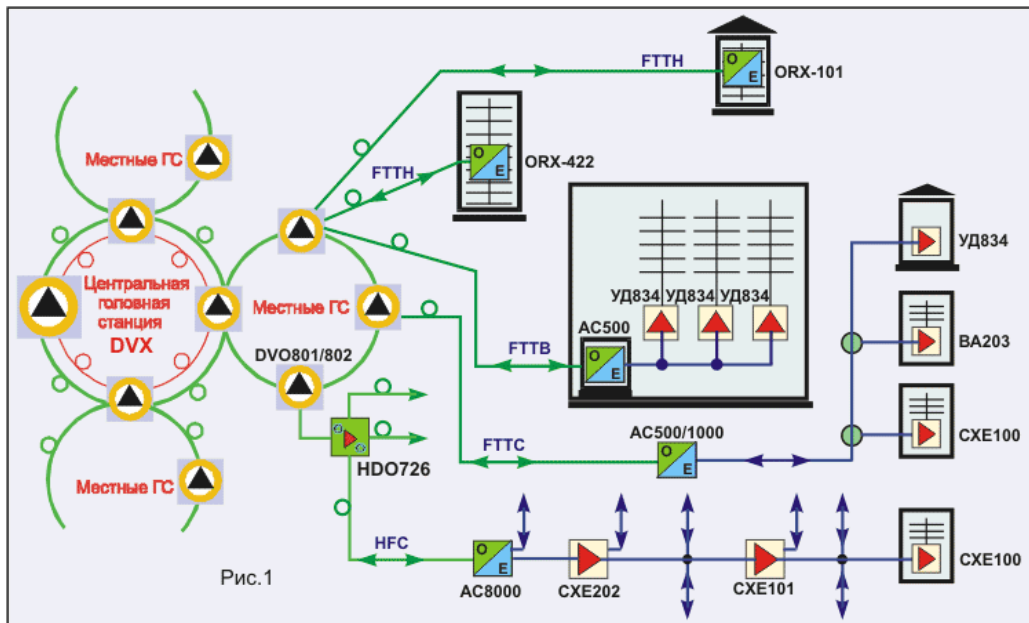 FTTH
ORX-101
Местные ГС
FTTH
ORX-422
УД834
Центральная
головная
станция
DVX
Местные ГС
УД834
УД834
УД834
AC500
O
E
BA203
DVO801/802
FTTB
AC500/1000
CXE100
HDO726
FTTC
Местные ГС
HFC
Рис.1
AC8000
CXE202
CXE101
CXE100
O
E
O
E
O
E
O
E